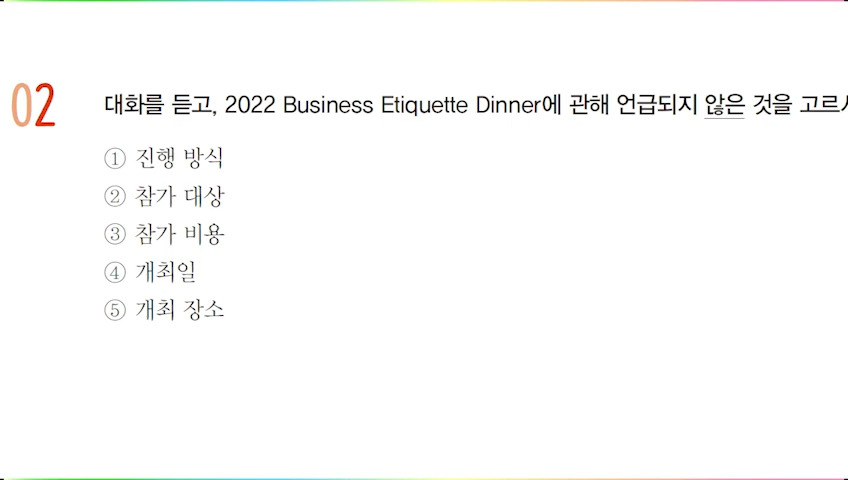 02
대화를 듣고, 2022 Business Etiquette Dinner에 관해 언급되지 않은 것을 고르
① 진행 방식
② 참가 대상
③ 참가 비용
④ 개최일
⑤ 개최 장소